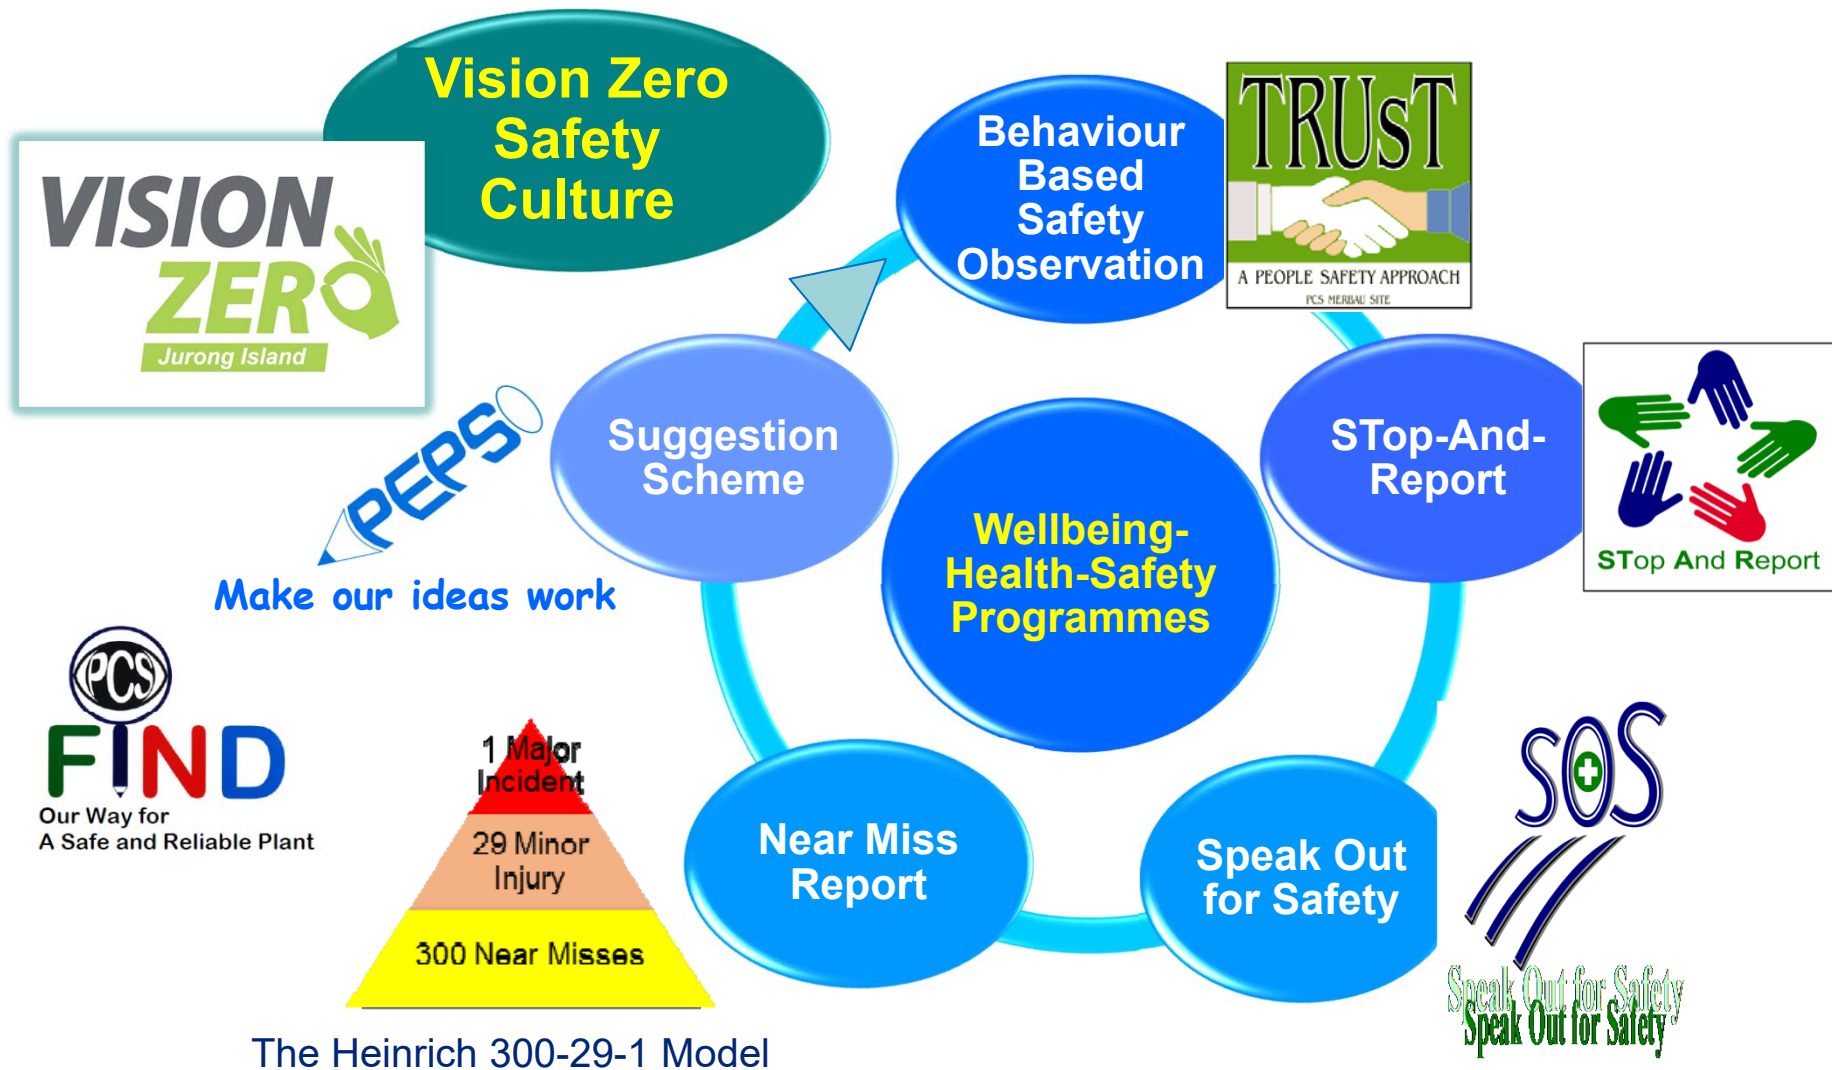 Vision Zero
Safety
Culture
VISION
ZERO
Jurong Island
Behaviour
Based
Safety
Observation
TRUsT
A PEOPLE SAFETY APPROACH
PCS MERBAU SITE
STop-And-
Report
STop And Report
Suggestion
Scheme
PEPS
Make our ideas work
Wellbeing-
Health-Safety
Programmes
PCS
FIND
Our Way for
A Safe and Reliable Plant
1 Major
Incident
29 Minor
Injury
300 Near Misses
The Heinrich 300-29-1 Model
Near Miss
Report
Speak Out
for Safety
SOS
Speak Out for Safety
Speak Out for Safety